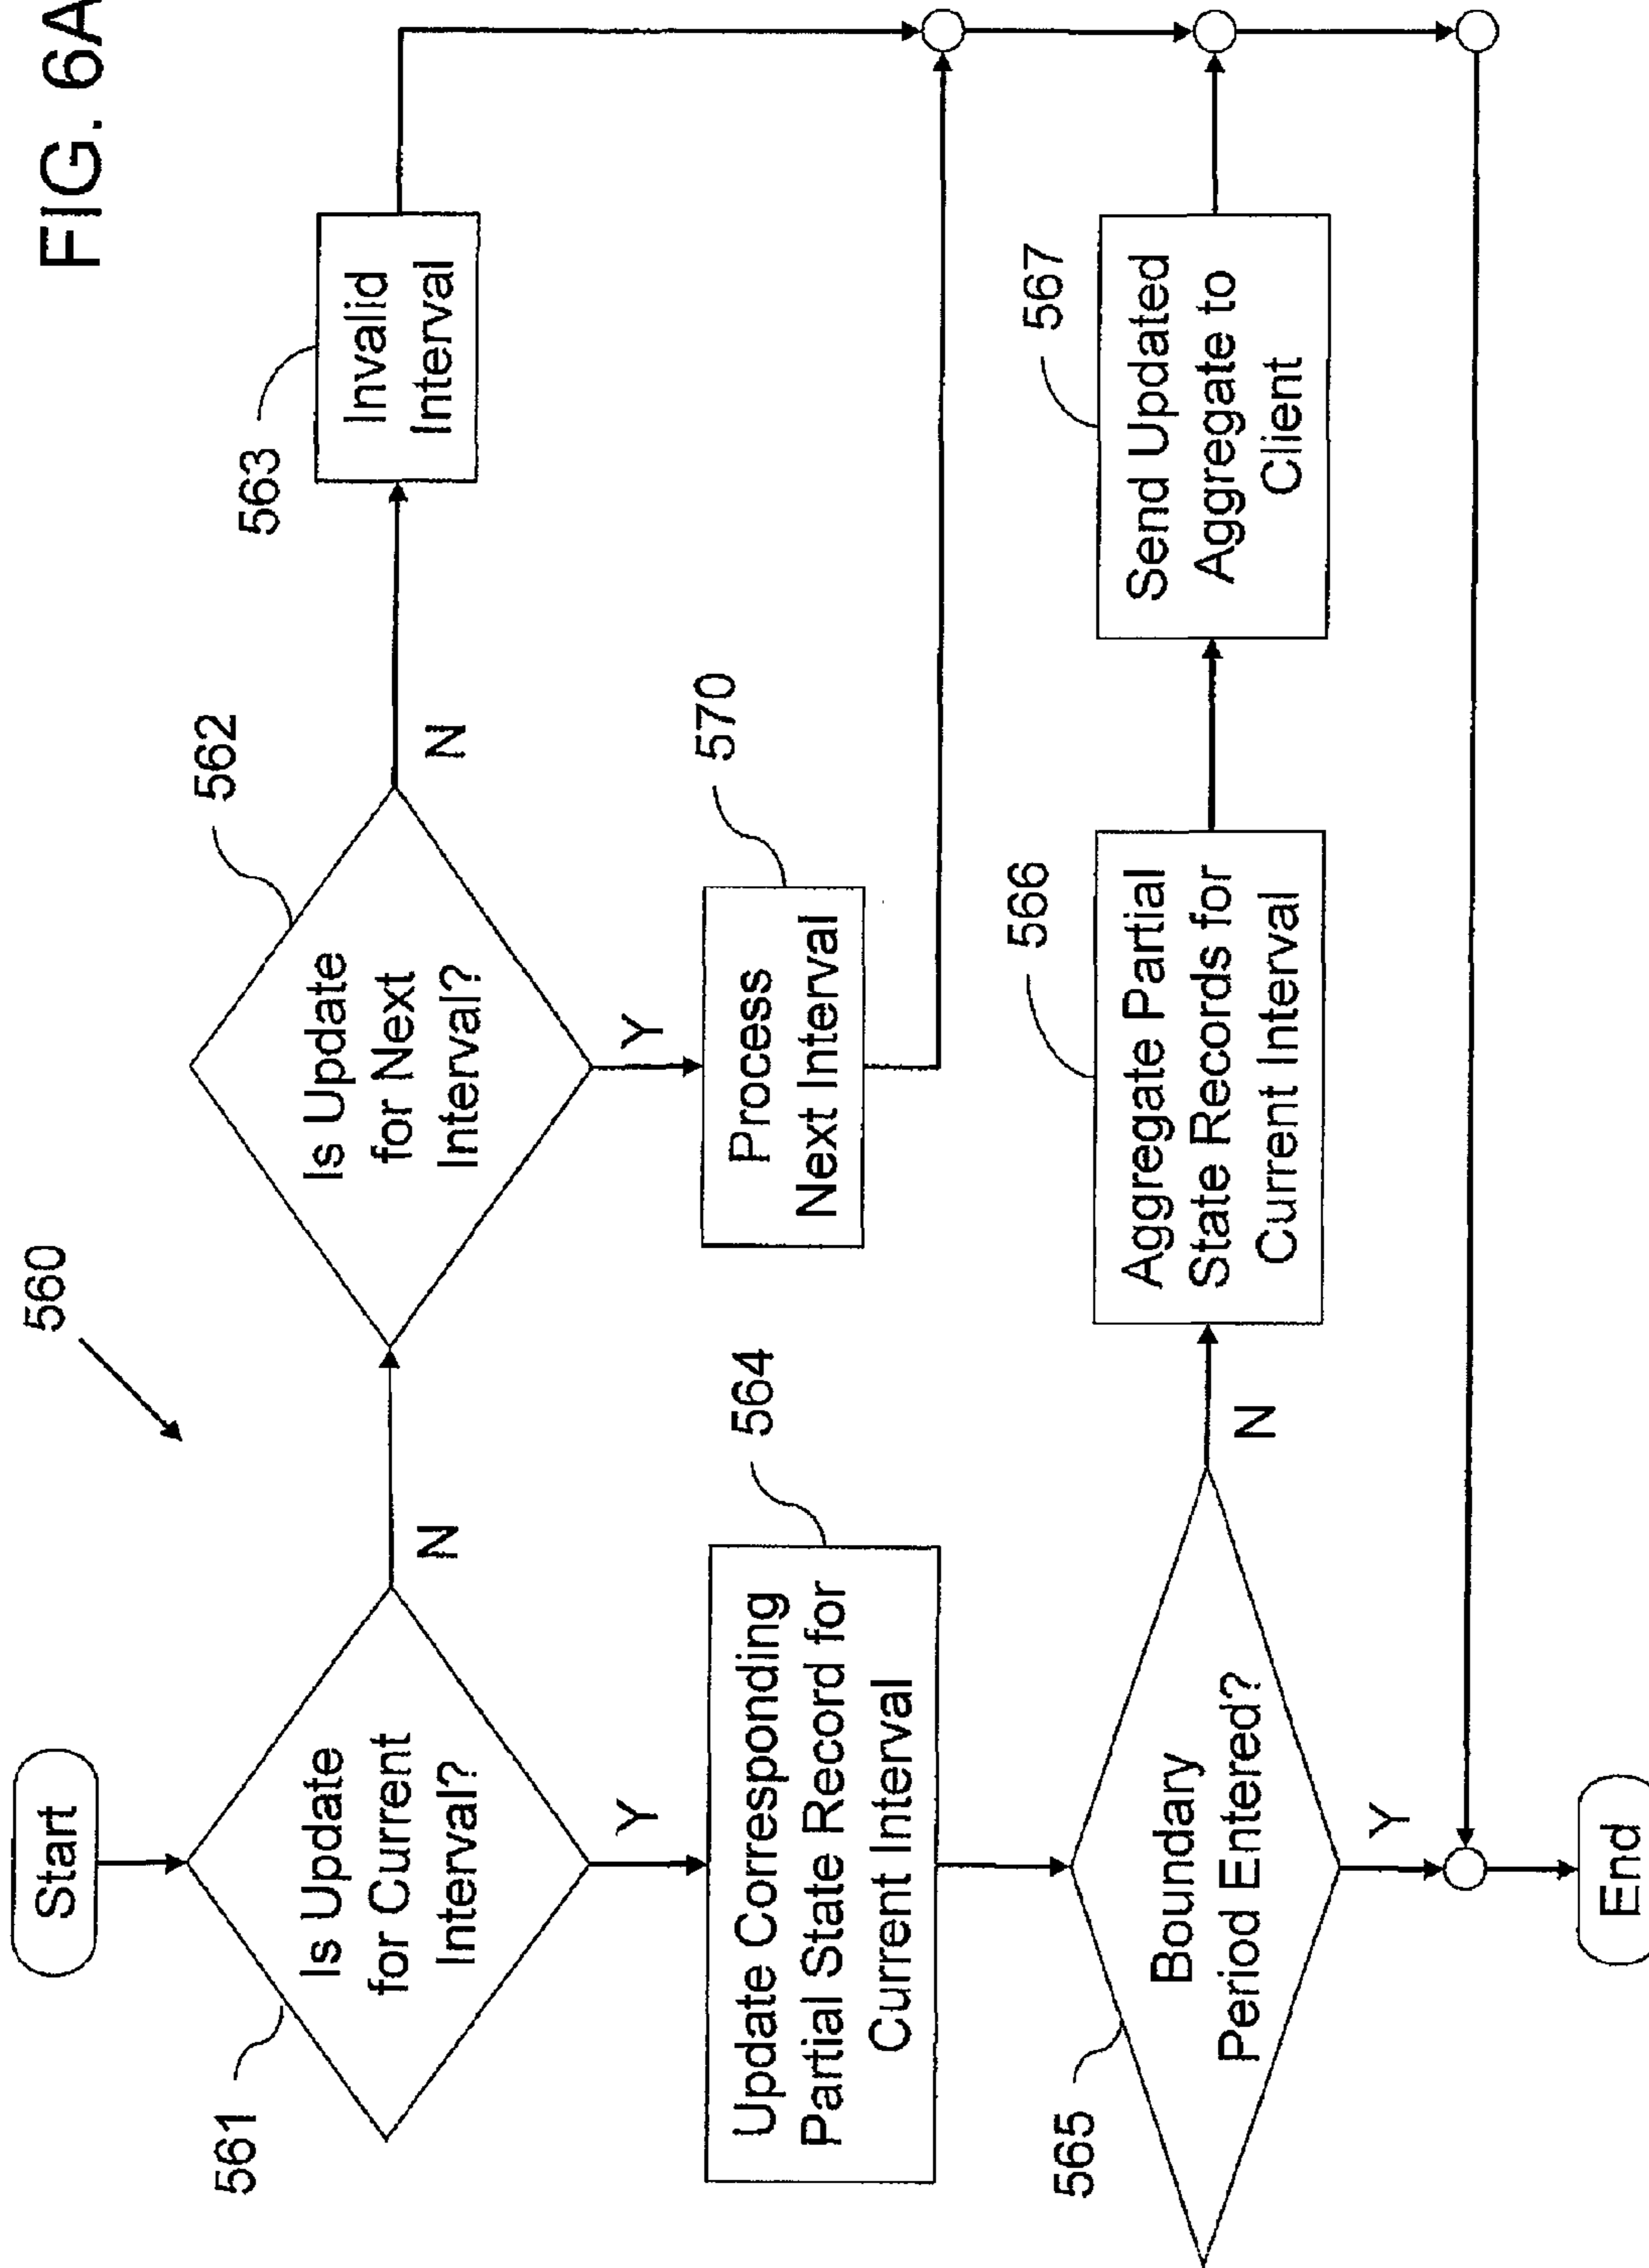 FIG. 6A
560
Start
561
Is Update
for Current
Interval?
N
Y
562
Is Update
for Next
Interval?
N
Y
563
Invalid
Interval
564
Update Corresponding
Partial State Record for
Current Interval
570
Process
Next Interval
565
Boundary
Period Entered?
N
Y
566
Aggregate Partial
State Records for
Current Interval
567
Send Updated
Aggregate to
Client
End